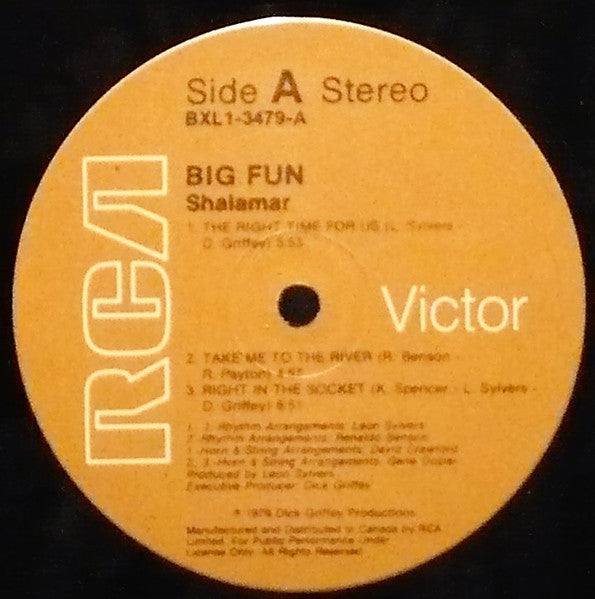 Side A Stereo
BXL1-3479-A
BIG FUN
Shalamar
1. THE RIGHT TIME FOR US (L. Sylvers -
D. Griffey) 5:53
RCA
Victor
2. TAKE ME TO THE RIVER (R. Benson -
R. Payton) 4:57
3. RIGHT IN THE SOCKET (K. Spencer - L. Sylvers -
D. Griffey) 6:51
1, 3, Rhythm Arrangements: Leon Sylvers
2 Rhythm Arrangements: Renaldo Benson
1-Horn & String Arrangements: David Crawford
2, 3-Horn & String Arrangements: Gene Dozier
Produced by Leon Sylvers
Executive Producer: Dick Griffey
℗ 1979 Dick Griffey Productions
Manufactured and Distributed in Canada by RCA
Limited. For Public Performance Under
License Only. All Rights Reserved.